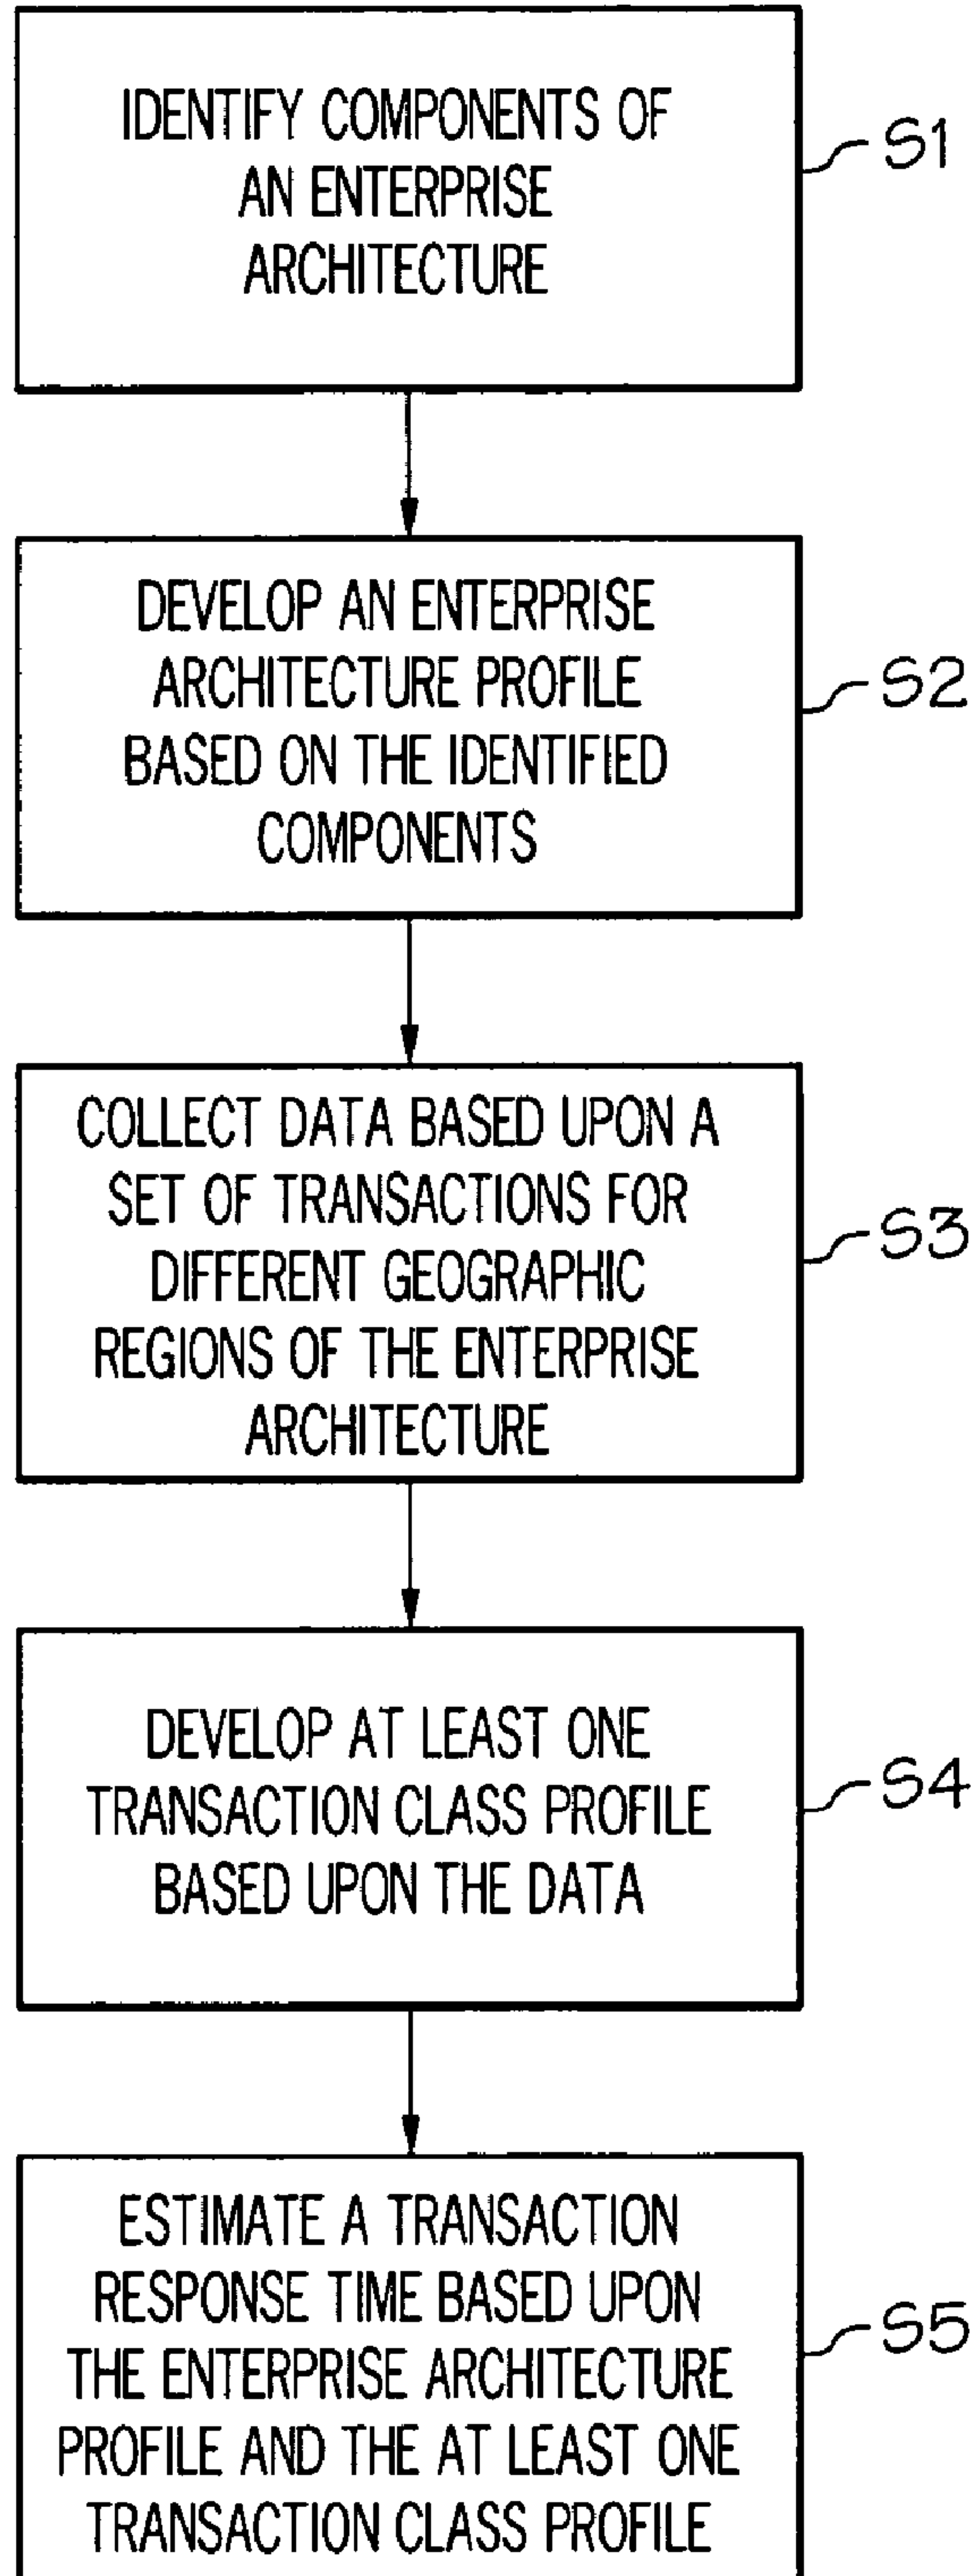 IDENTIFY COMPONENTS OF
AN ENTERPRISE
ARCHITECTURE
S1
DEVELOP AN ENTERPRISE
ARCHITECTURE PROFILE
BASED ON THE IDENTIFIED
COMPONENTS
S2
COLLECT DATA BASED UPON A
SET OF TRANSACTIONS FOR
DIFFERENT GEOGRAPHIC
REGIONS OF THE ENTERPRISE
ARCHITECTURE
S3
DEVELOP AT LEAST ONE
TRANSACTION CLASS PROFILE
BASED UPON THE DATA
S4
ESTIMATE A TRANSACTION
RESPONSE TIME BASED UPON
THE ENTERPRISE ARCHITECTURE
PROFILE AND THE AT LEAST ONE
TRANSACTION CLASS PROFILE
S5